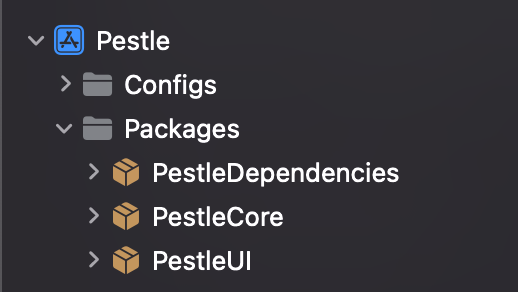 Pestle
Configs
Packages
PestleDependencies
PestleCore
PestleUI